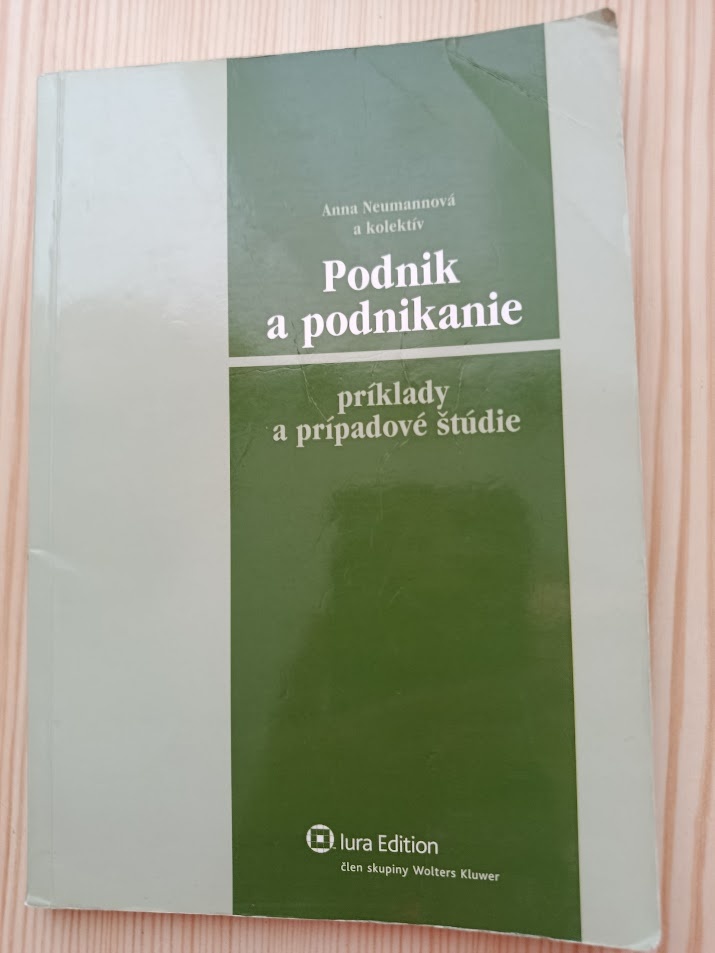 Anna Neumannová
a kolektív
Podnik
a podnikanie
príklady
a prípadové štúdie
Iura Edition
člen skupiny Wolters Kluwer